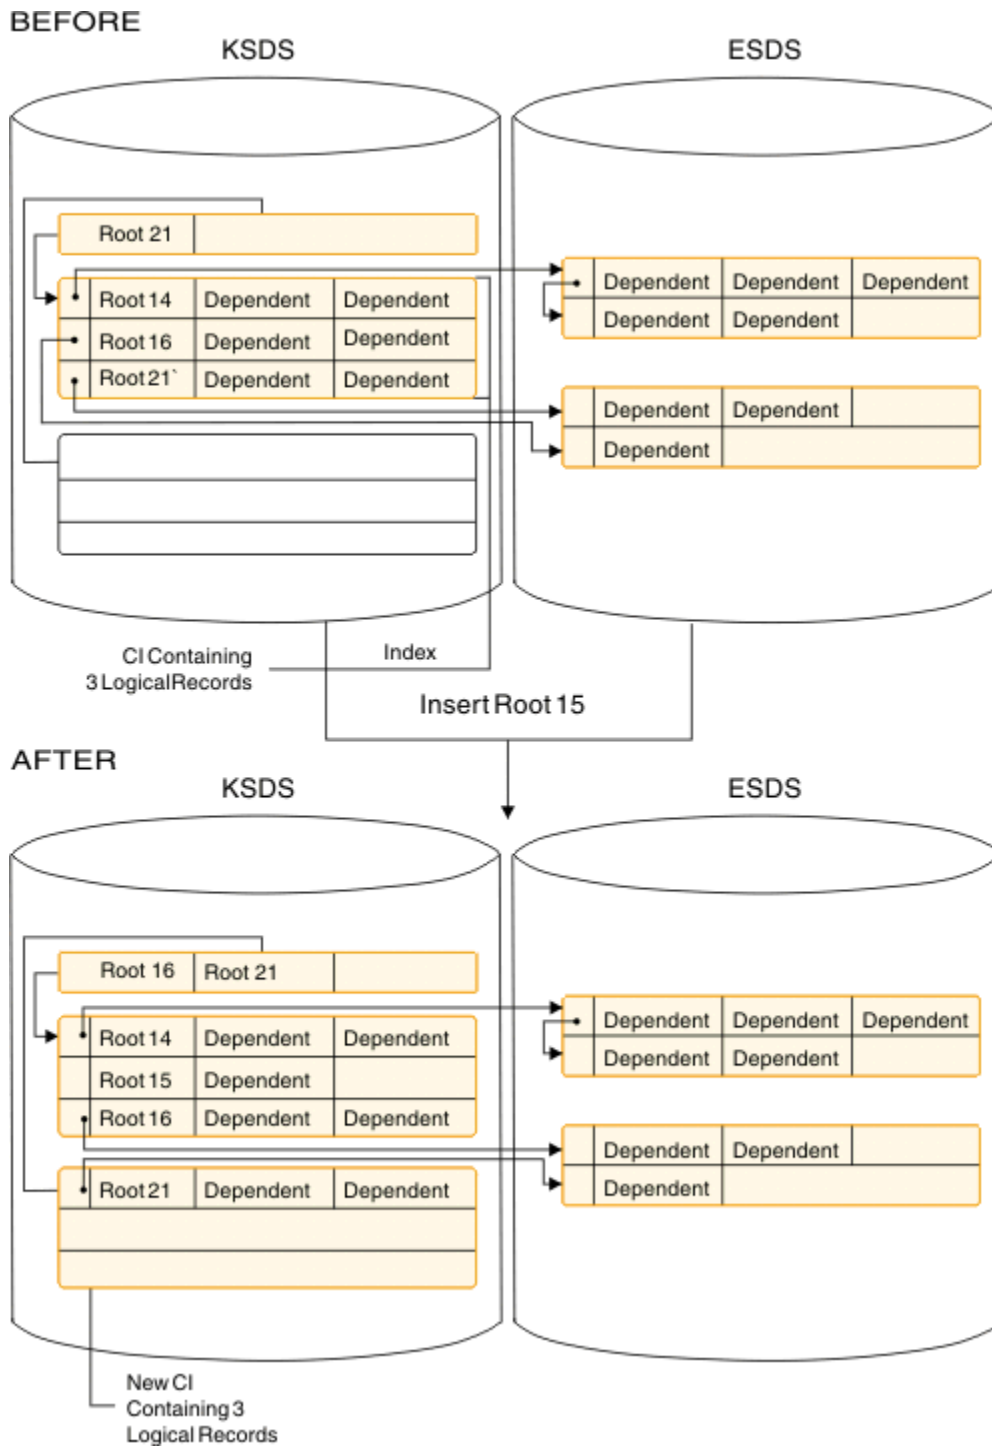 BEFORE
KSDS ESDS
Root 21
Root 14 Dependent Dependent
Root 16 Dependent Dependent
Root 21` Dependent Dependent
Dependent Dependent Dependent
Dependent Dependent
Dependent Dependent
Dependent
CI Containing
3 Logical Records
Index
Insert Root 15
AFTER
KSDS ESDS
Root 16 Root 21
Root 14 Dependent Dependent
Root 15 Dependent
Root 16 Dependent Dependent
Root 21 Dependent Dependent
Dependent Dependent Dependent
Dependent Dependent
Dependent Dependent
Dependent
New CI
Containing 3
Logical Records